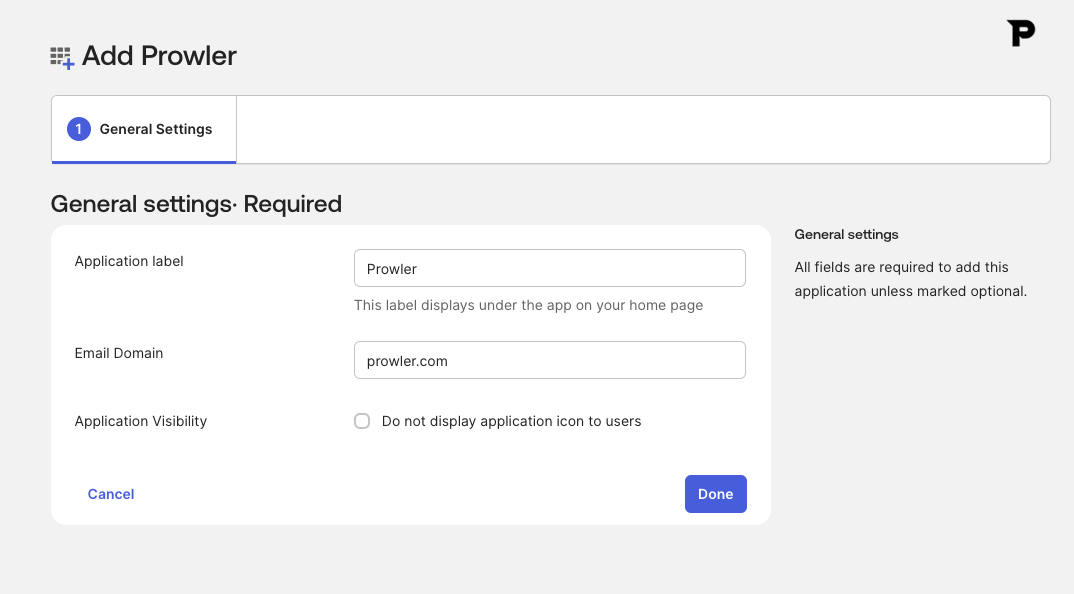 Add Prowler
1 General Settings
General settings· Required
Application label
Prowler
This label displays under the app on your home page
Email Domain
prowler.com
Application Visibility
Do not display application icon to users
Cancel
Done
General settings
All fields are required to add this
application unless marked optional.